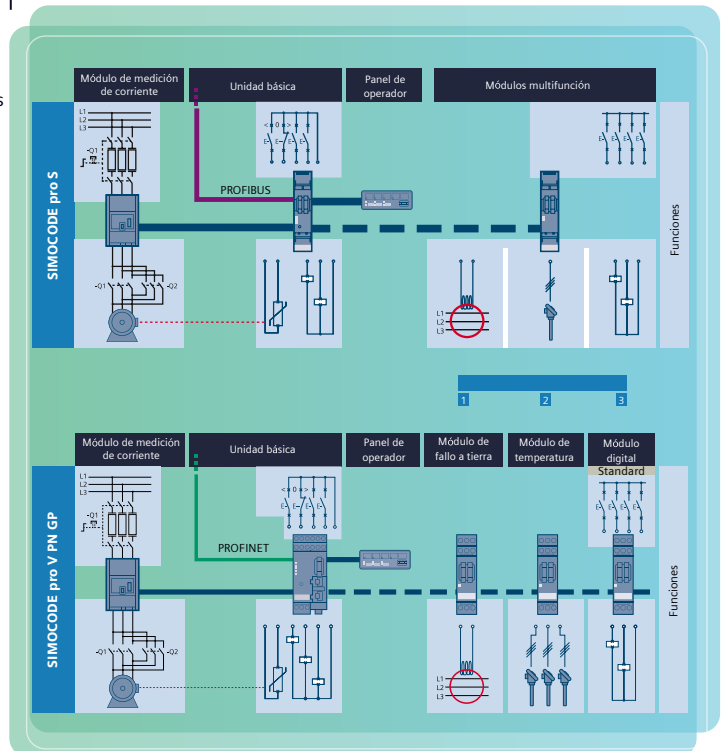 s
Módulo de medición
de corriente
Unidad básica
Panel de
operador
Módulos multifunción
SIMOCODE pro S
L1
L2
L3
-Q1
< 0 >
E-
E-
PROFIBUS
-Q1
-Q2
L1
L2
L3
Funciones
1
2
3
Módulo de medición
de corriente
Unidad básica
Panel de
operador
Módulo de
fallo a tierra
Módulo de
temperatura
Módulo
digital
Standard
SIMOCODE pro V PN GP
L1
L2
L3
-Q1
< 0 >
E-
E-
PROFINET
-Q1
-Q2
L1
L2
L3
Funciones